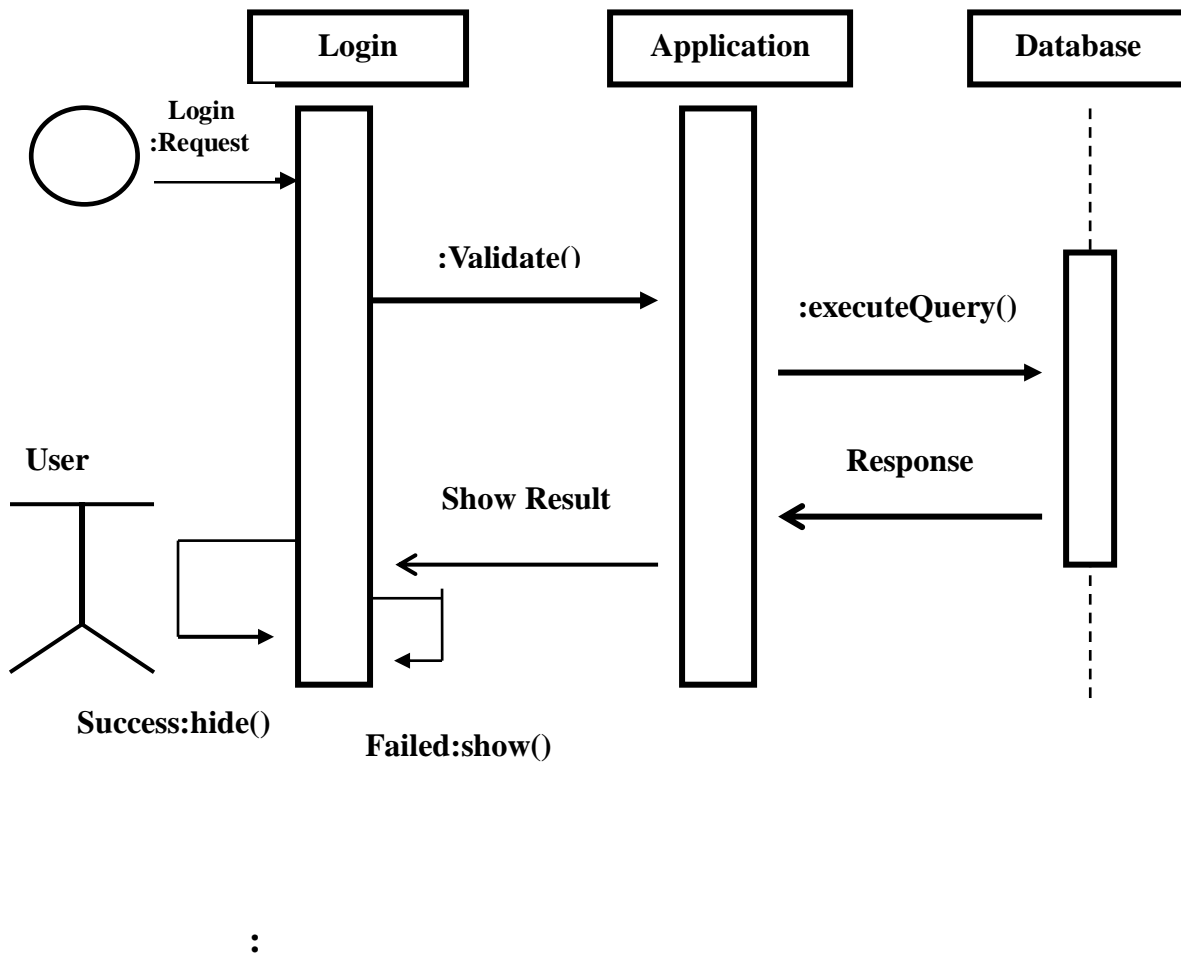 Login
Application
Database
Login
:Request
:Validate()
:executeQuery()
User
Response
Show Result
Success:hide()
Failed:show()
: